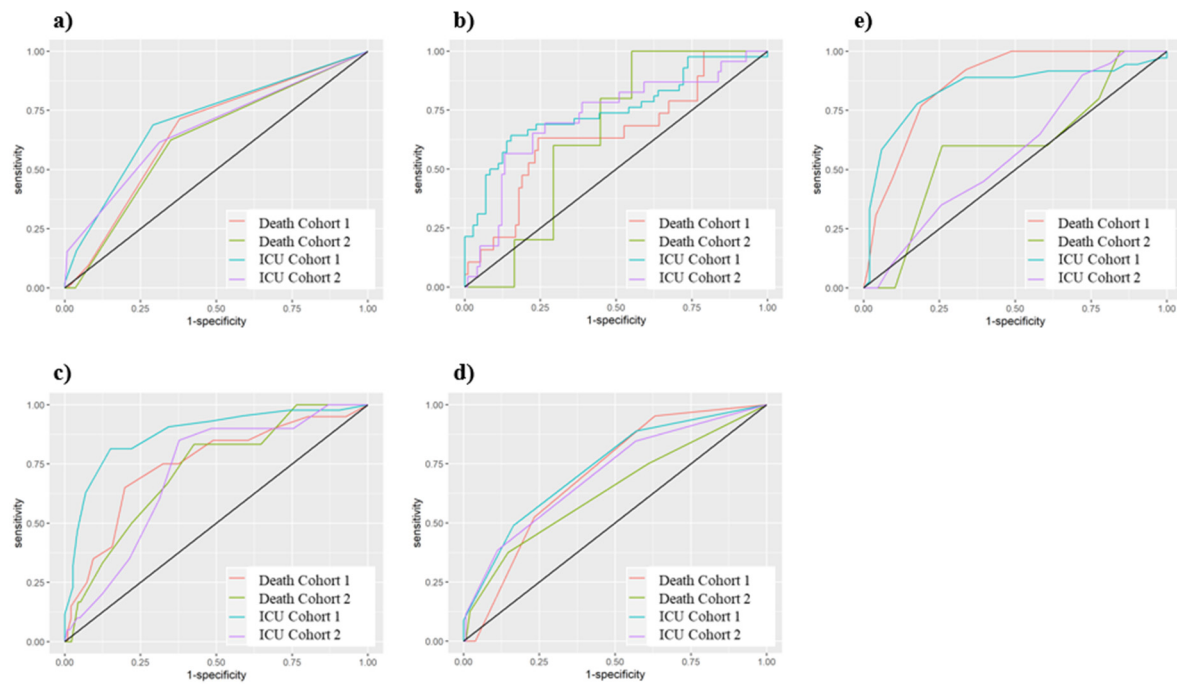 a)
1.00
0.75
0.50
0.25
0.00
sensitivity
Death Cohort 1
Death Cohort 2
ICU Cohort 1
ICU Cohort 2
0.00 0.25 0.50 0.75 1.00
1-specificity
b)
1.00
0.75
0.50
0.25
0.00
sensitivity
Death Cohort 1
Death Cohort 2
ICU Cohort 1
ICU Cohort 2
0.00 0.25 0.50 0.75 1.00
1-specificity
e)
1.00
0.75
0.50
0.25
0.00
sensitivity
Death Cohort 1
Death Cohort 2
ICU Cohort 1
ICU Cohort 2
0.00 0.25 0.50 0.75 1.00
1-specificity
c)
1.00
0.75
0.50
0.25
0.00
sensitivity
Death Cohort 1
Death Cohort 2
ICU Cohort 1
ICU Cohort 2
0.00 0.25 0.50 0.75 1.00
1-specificity
d)
1.00
0.75
0.50
0.25
0.00
sensitivity
Death Cohort 1
Death Cohort 2
ICU Cohort 1
ICU Cohort 2
0.00 0.25 0.50 0.75 1.00
1-specificity